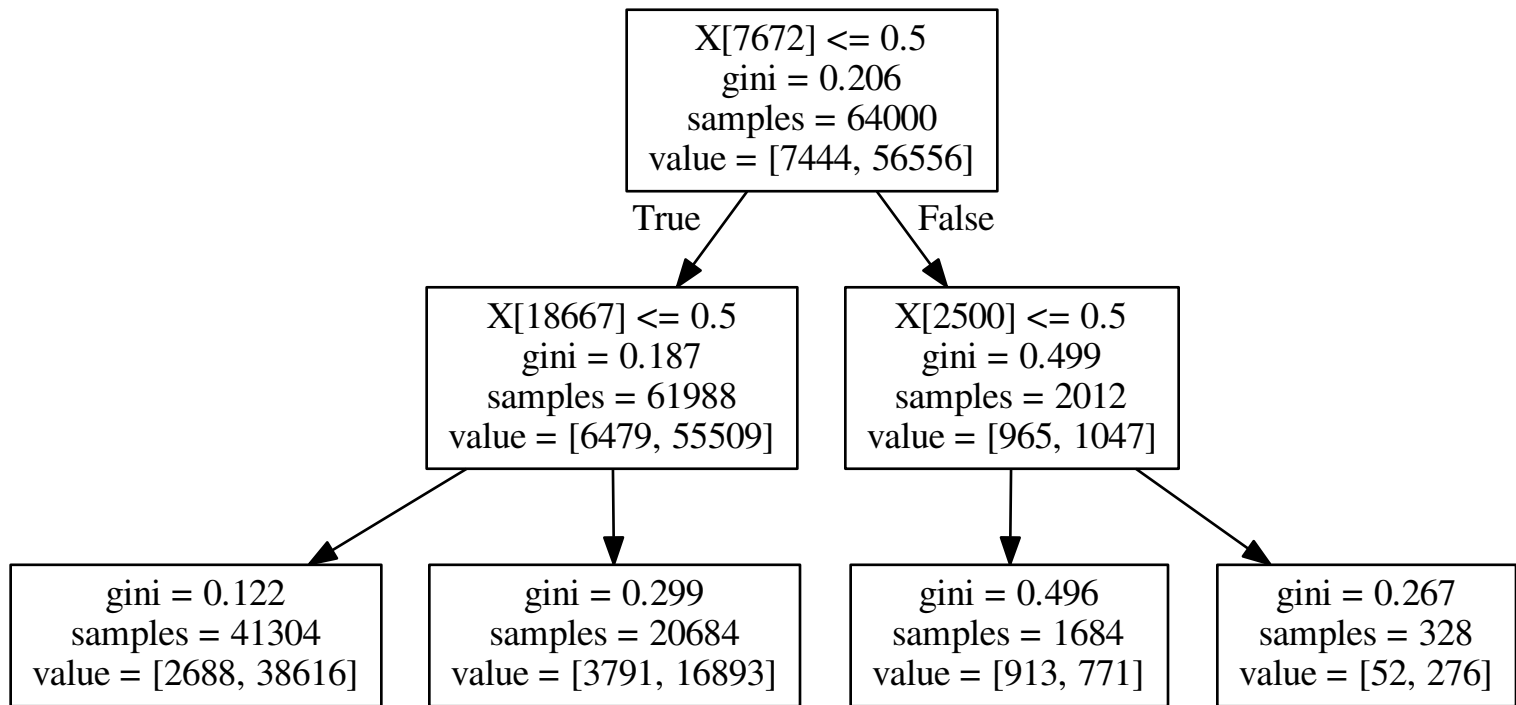 X[7672] <= 0.5
gini = 0.206
samples = 64000
value = [7444, 56556]
True
False
X[18667] <= 0.5
gini = 0.187
samples = 61988
value = [6479, 55509]
X[2500] <= 0.5
gini = 0.499
samples = 2012
value = [965, 1047]
gini = 0.122
samples = 41304
value = [2688, 38616]
gini = 0.299
samples = 20684
value = [3791, 16893]
gini = 0.496
samples = 1684
value = [913, 771]
gini = 0.267
samples = 328
value = [52, 276]